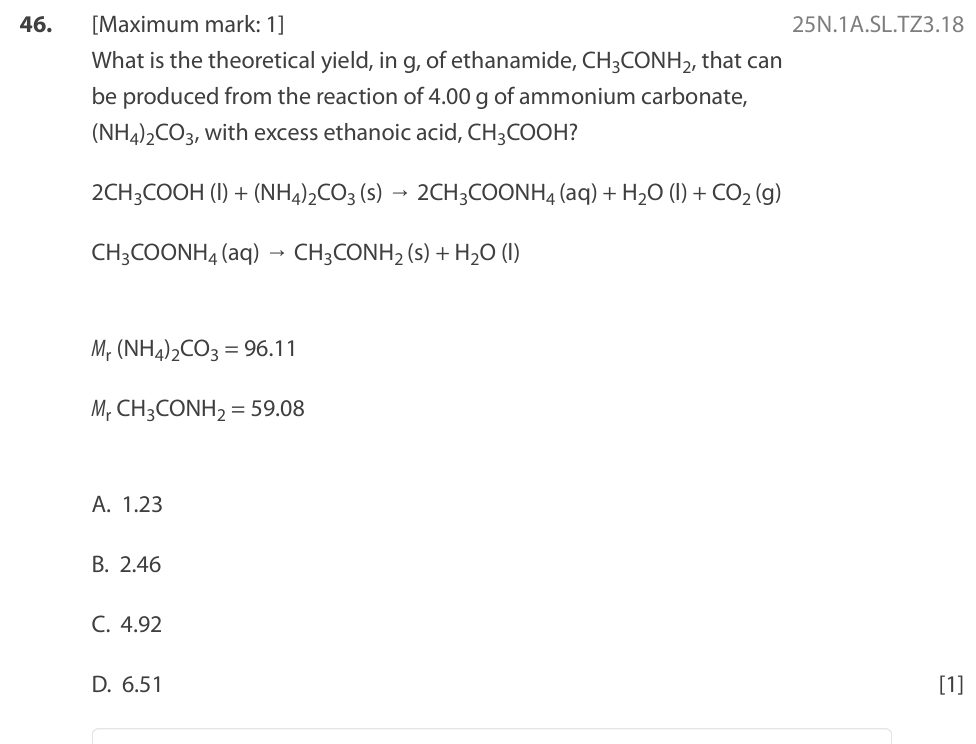 46. [Maximum mark: 1] 25N.1A.SL.TZ3.18
What is the theoretical yield, in g, of ethanamide, CH₃CONH₂, that can
be produced from the reaction of 4.00 g of ammonium carbonate,
(NH₄)₂CO₃, with excess ethanoic acid, CH₃COOH?
2CH₃COOH (l) + (NH₄)₂CO₃ (s) → 2CH₃COONH₄ (aq) + H₂O (l) + CO₂ (g)
CH₃COONH₄ (aq) → CH₃CONH₂ (s) + H₂O (l)
Mᵣ (NH₄)₂CO₃ = 96.11
Mᵣ CH₃CONH₂ = 59.08
A. 1.23
B. 2.46
C. 4.92
D. 6.51 [1]